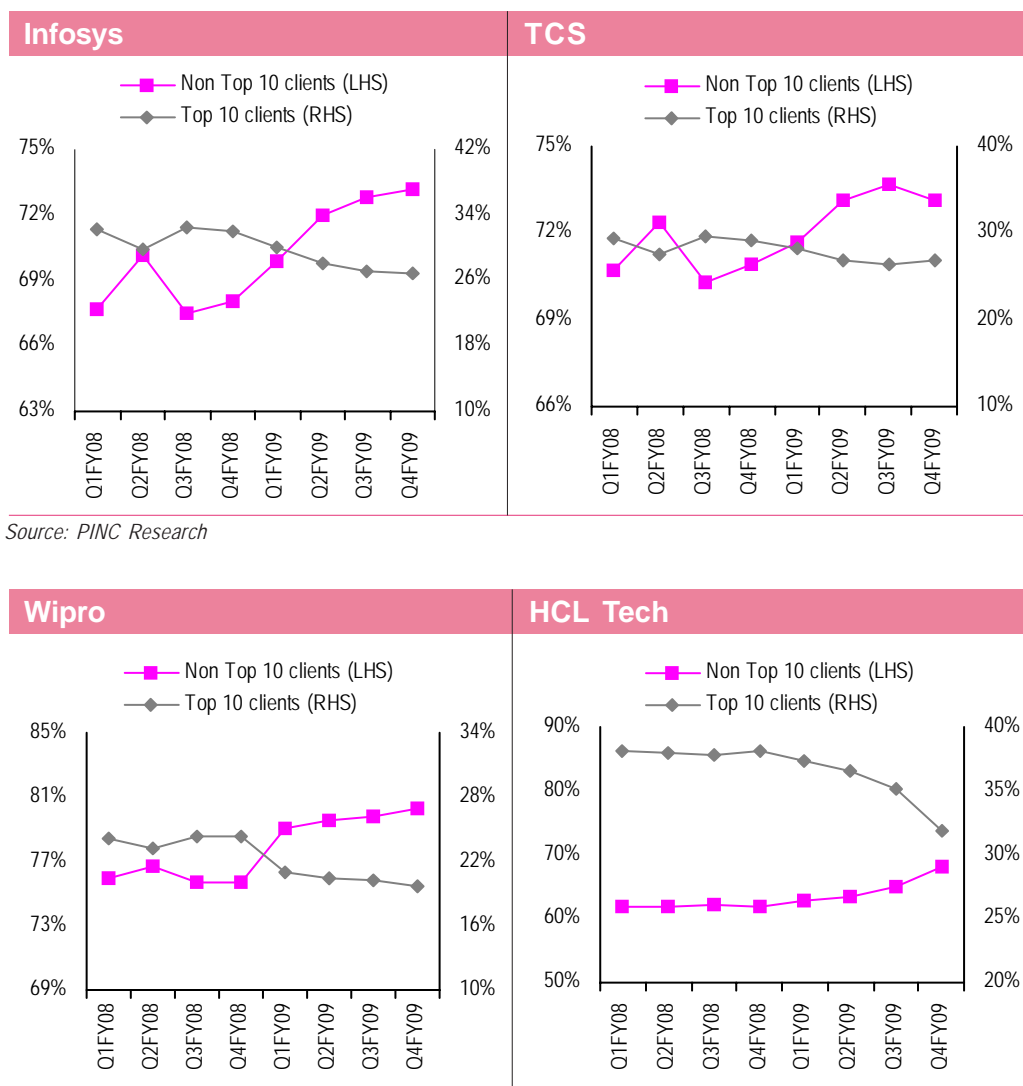 Infosys
Non Top 10 clients (LHS)
Top 10 clients (RHS)
75%
72%
69%
66%
63%
42%
34%
26%
18%
10%
Q1FY08
Q2FY08
Q3FY08
Q4FY08
Q1FY09
Q2FY09
Q3FY09
Q4FY09
TCS
Non Top 10 clients (LHS)
Top 10 clients (RHS)
75%
72%
69%
66%
40%
30%
20%
10%
Q1FY08
Q2FY08
Q3FY08
Q4FY08
Q1FY09
Q2FY09
Q3FY09
Q4FY09
Source: PINC Research
Wipro
Non Top 10 clients (LHS)
Top 10 clients (RHS)
85%
81%
77%
73%
69%
34%
28%
22%
16%
10%
Q1FY08
Q2FY08
Q3FY08
Q4FY08
Q1FY09
Q2FY09
Q3FY09
Q4FY09
HCL Tech
Non Top 10 clients (LHS)
Top 10 clients (RHS)
90%
80%
70%
60%
50%
40%
35%
30%
25%
20%
Q1FY08
Q2FY08
Q3FY08
Q4FY08
Q1FY09
Q2FY09
Q3FY09
Q4FY09